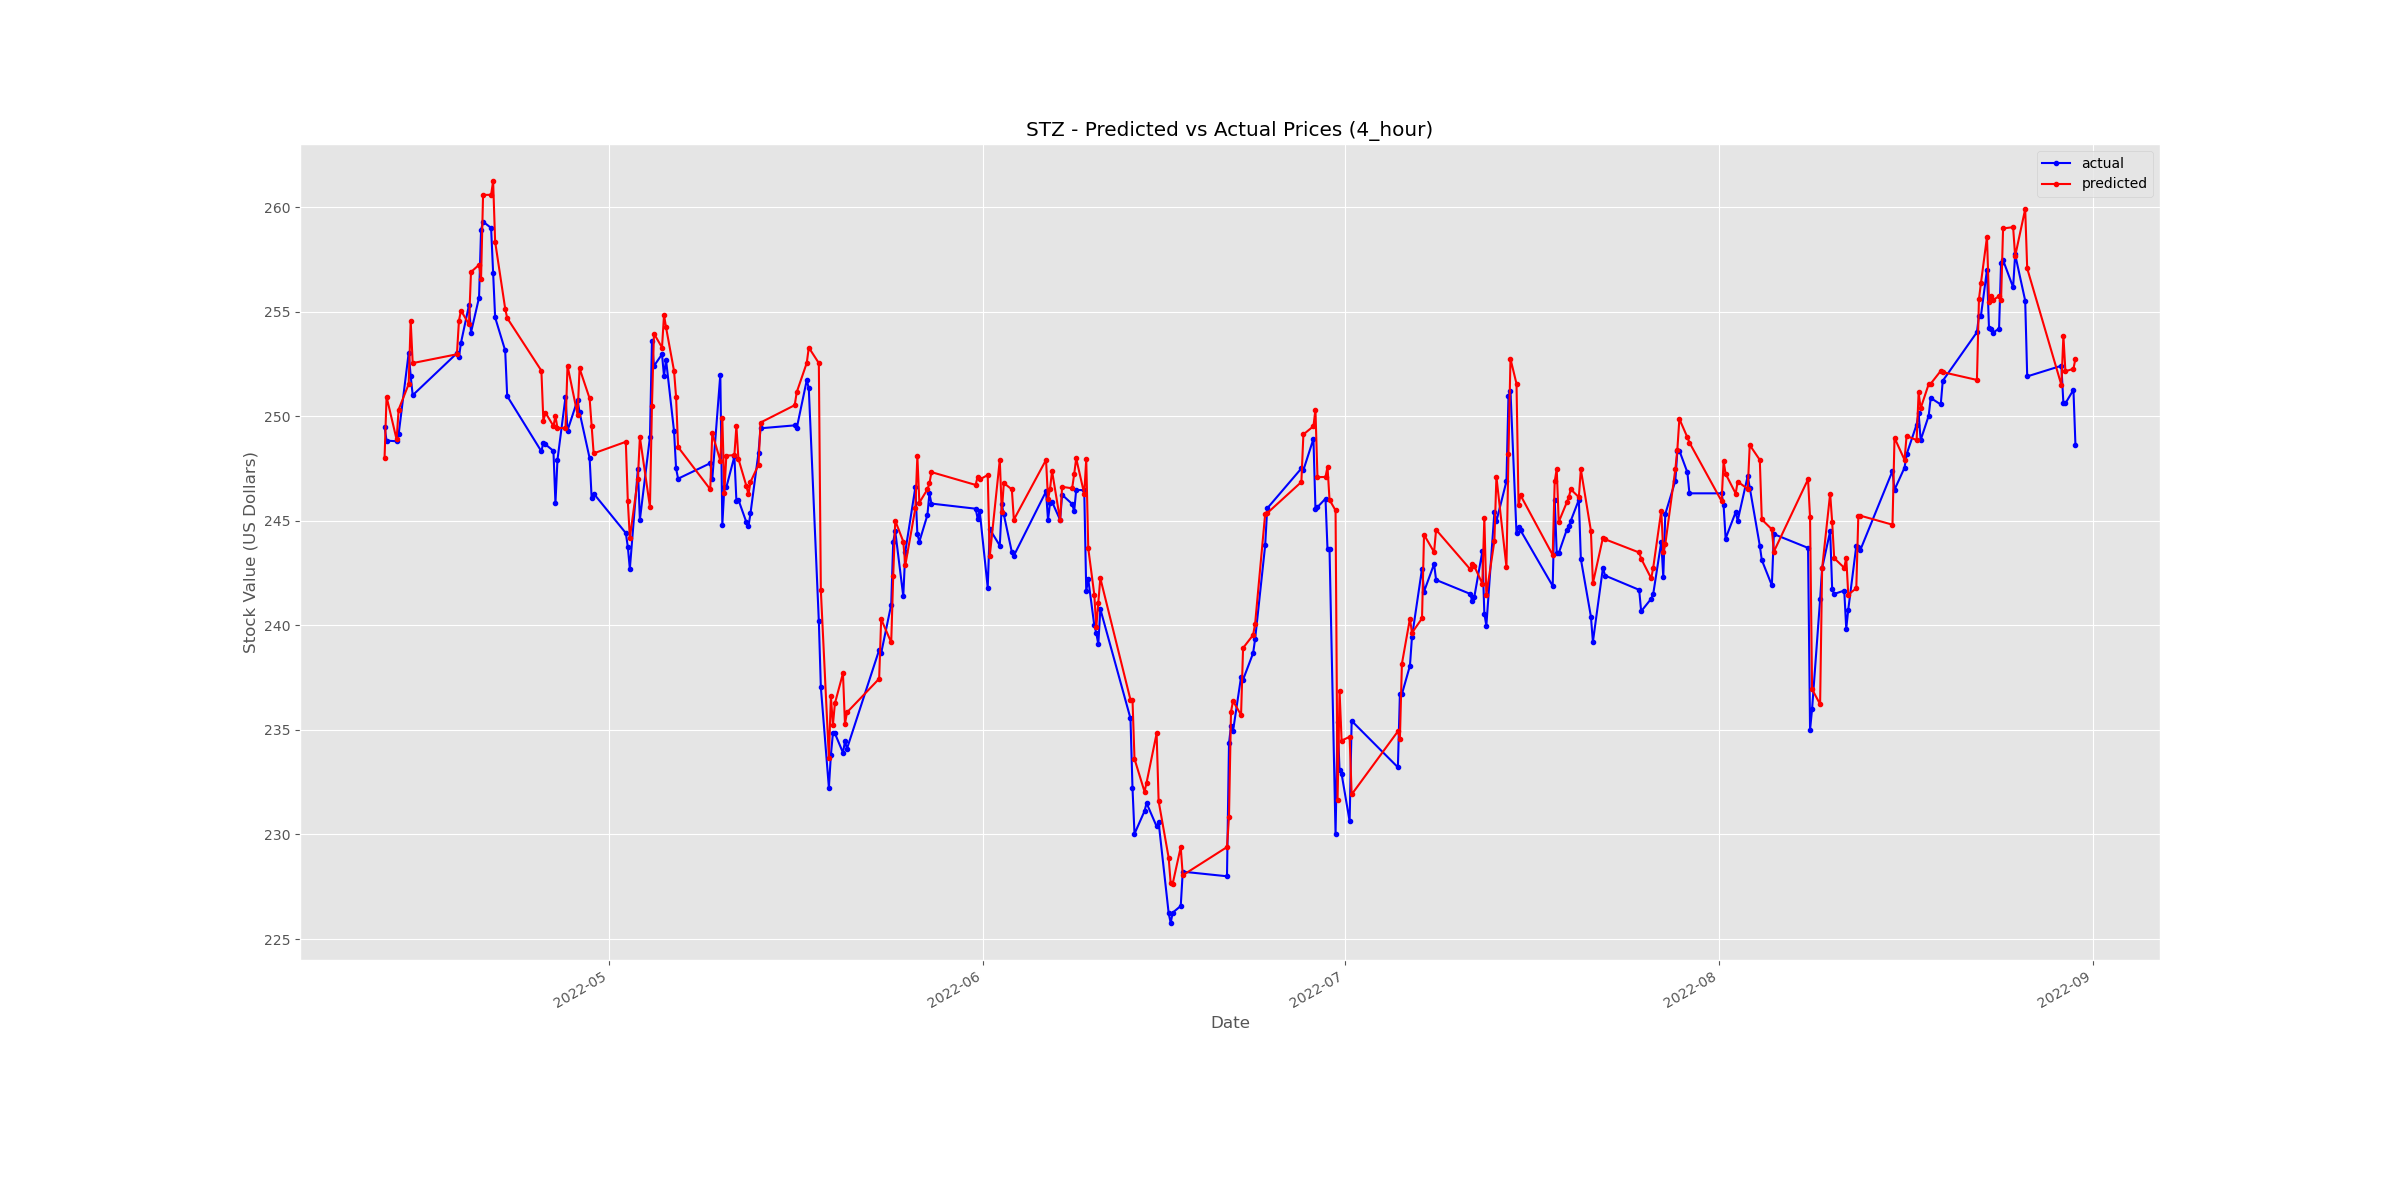 STZ - Predicted vs Actual Prices (4_hour)
actual
predicted
260
255
250
245
240
235
230
225
Stock Value (US Dollars)
2022-05
2022-06
2022-07
2022-08
2022-09
Date